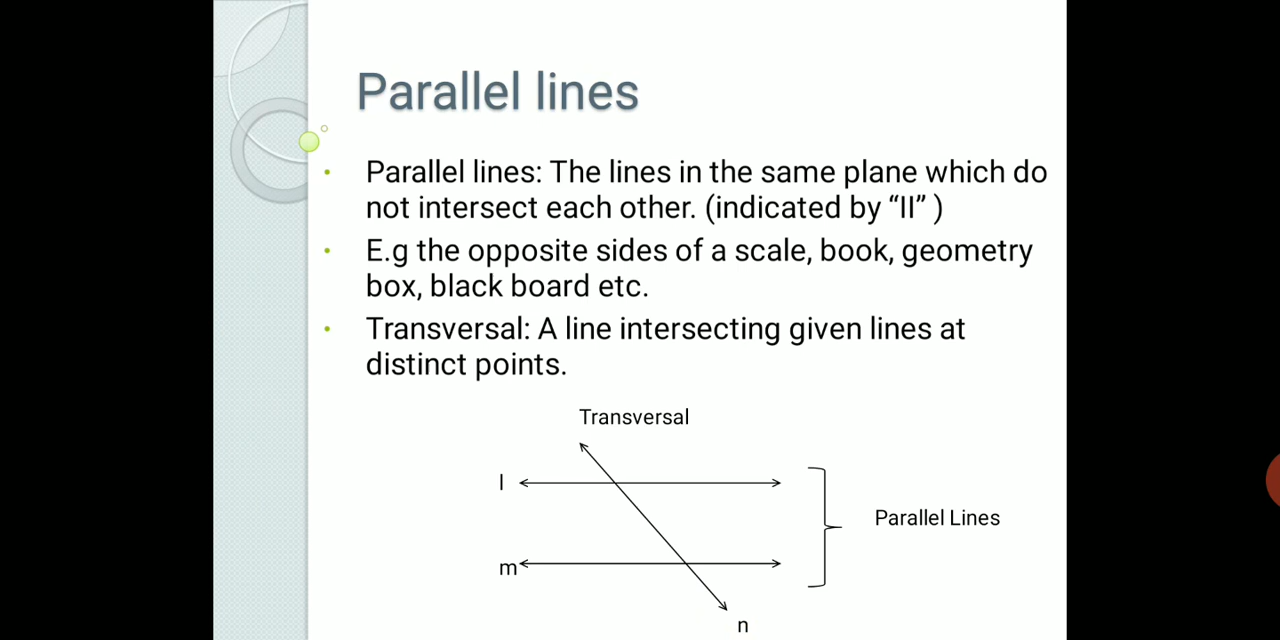 Parallel lines
• Parallel lines: The lines in the same plane which do
not intersect each other. (indicated by “II” )
• E.g the opposite sides of a scale, book, geometry
box, black board etc.
• Transversal: A line intersecting given lines at
distinct points.
Transversal
l
Parallel Lines
m
n